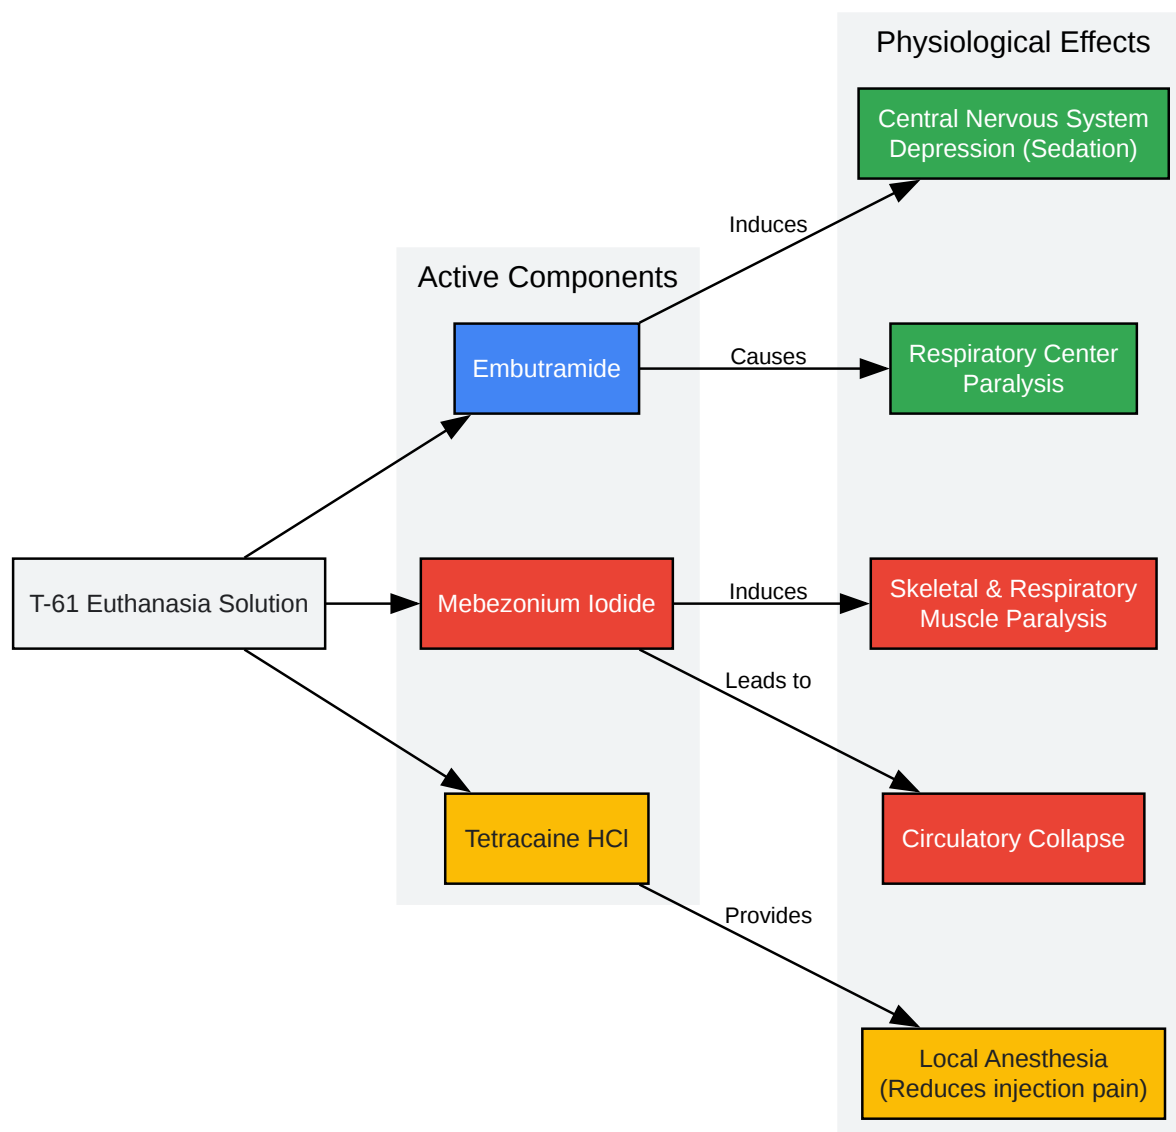 Physiological Effects
Central Nervous System
Depression (Sedation)
Induces
Active Components
Embutramide
Causes
Respiratory Center
Paralysis
T-61 Euthanasia Solution
Mebezonium Iodide
Induces
Skeletal & Respiratory
Muscle Paralysis
Leads to
Tetracaine HCl
Circulatory Collapse
Provides
Local Anesthesia
(Reduces injection pain)